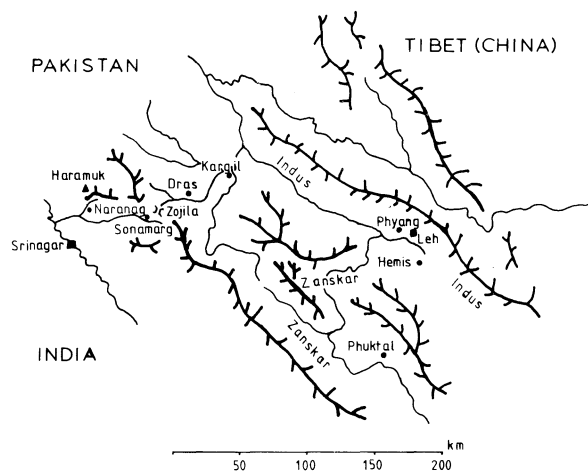 TIBET (CHINA)
PAKISTAN
Kargil
Indus
Haramuk
Dras
Naranag
Zojila
Sonamarg
Phyang
Leh
Srinagar
Hemis
Zanskar
Indus
Zanskar
INDIA
Phuktal
km
50 100 150 200